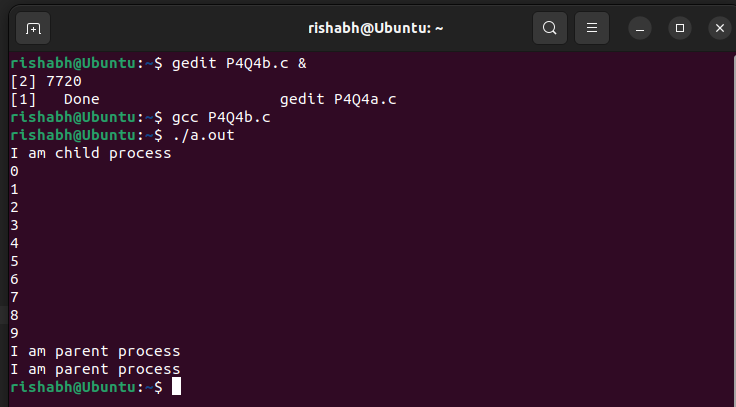 rishabh@Ubuntu: ~
rishabh@Ubuntu:~$ gedit P4Q4b.c &
[2] 7720
[1]   Done                    gedit P4Q4a.c
rishabh@Ubuntu:~$ gcc P4Q4b.c
rishabh@Ubuntu:~$ ./a.out
I am child process
0
1
2
3
4
5
6
7
8
9
I am parent process
I am parent process
rishabh@Ubuntu:~$